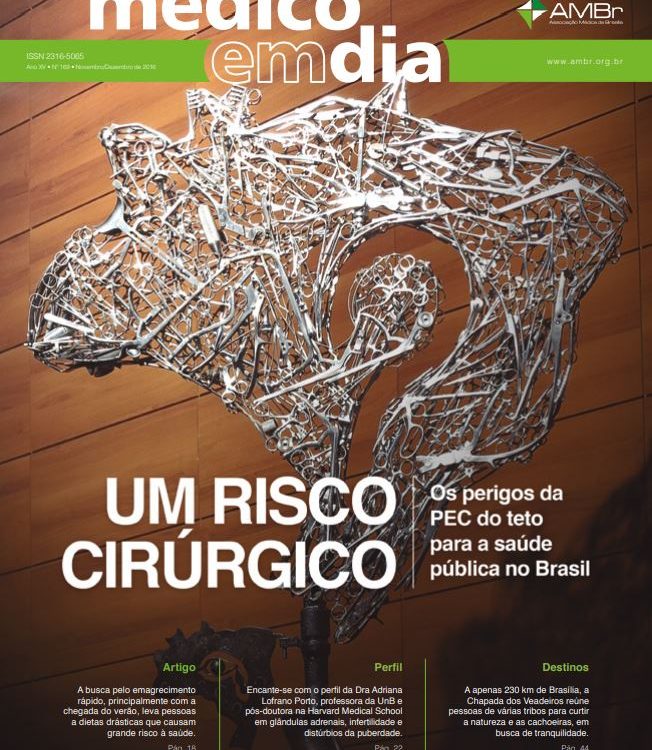 médico
emdia
AMBr
Associação Médica de Brasília
ISSN 2316-5065
Ano XV • Nº 169 • Novembro/Dezembro de 2016
www.ambr.org.br
UM RISCO
CIRÚRGICO
Os perigos da
PEC do teto
para a saúde
pública no Brasil
Artigo
A busca pelo emagrecimento
rápido, principalmente com a
chegada do verão, leva pessoas
a dietas drásticas que causam
grande risco à saúde.
Pág. 18
Perfil
Encante-se com o perfil da Dra Adriana
Lofrano Porto, professora da UnB e
pós-doutora na Harvard Medical School
em glândulas adrenais, infertilidade e
distúrbios da puberdade.
Pág. 22
Destinos
A apenas 230 km de Brasília, a
Chapada dos Veadeiros reúne
pessoas de várias tribos para curtir
a natureza e as cachoeiras, em
busca de tranquilidade.
Pág. 44